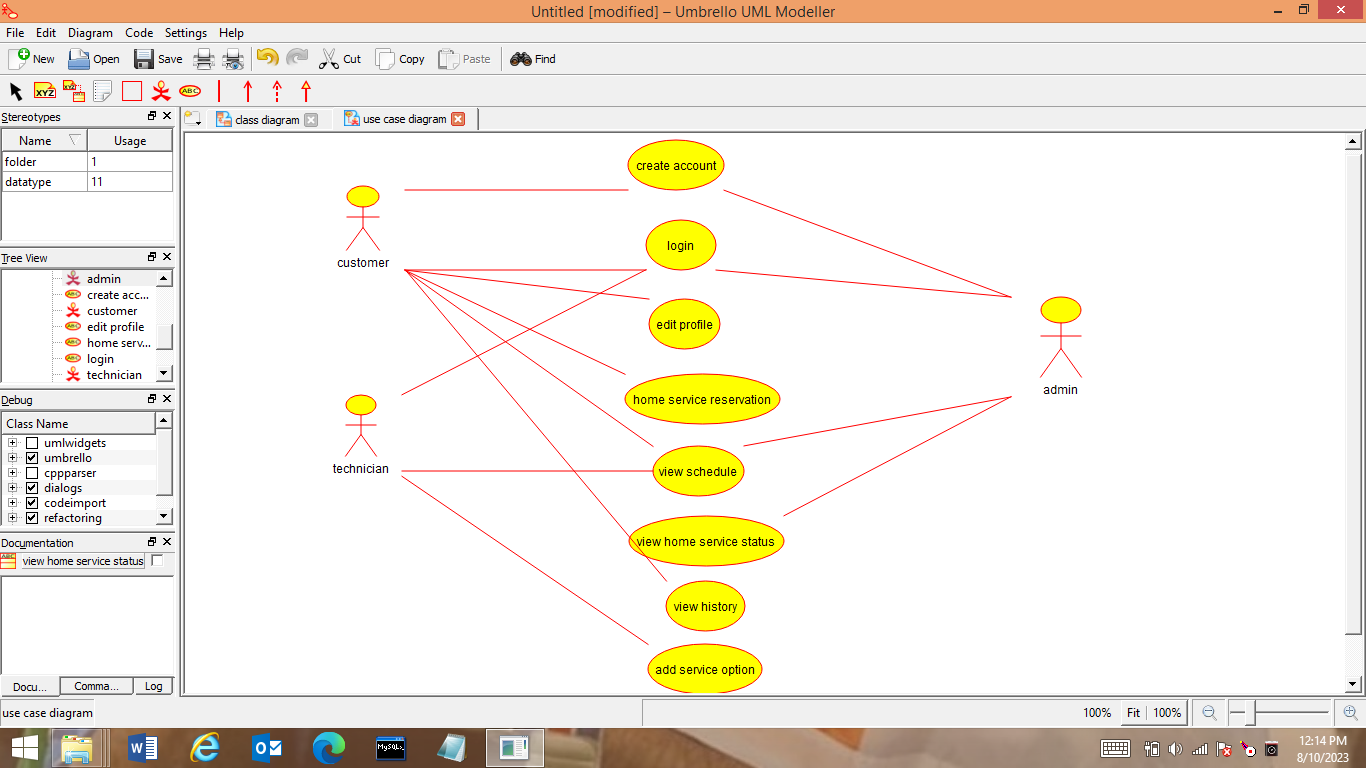 Untitled [modified] – Umbrello UML Modeller
File Edit Diagram Code Settings Help
New Open Save Cut Copy Paste Find
XYZ XYZ ABC
Stereotypes
Name Usage
folder 1
datatype 11
Tree View
admin
create acc...
customer
edit profile
home serv...
login
technician
Debug
Class Name
umlwidgets
umbrello
cppparser
dialogs
codeimport
refactoring
Documentation
view home service status
Docu... Comma... Log
class diagram use case diagram
create account
customer
login
edit profile
admin
home service reservation
technician
view schedule
view home service status
view history
add service option
use case diagram
100% Fit 100%
MySQL
12:14 PM
8/10/2023